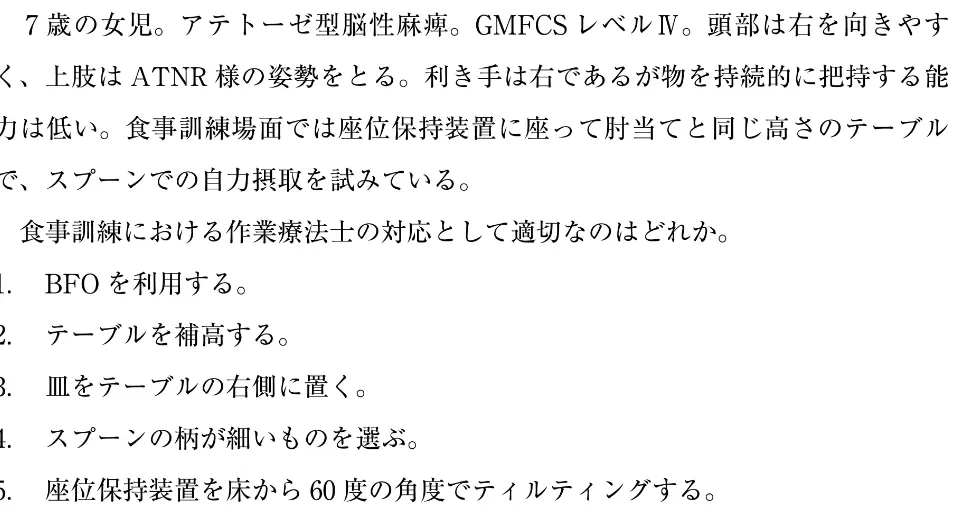 7歳の女児。アテトーゼ型脳性麻痺。GMFCSレベルⅣ。頭部は右を向きやす
く、上肢はATNR様の姿勢をとる。利き手は右であるが物を持続的に把持する能
力は低い。食事訓練場面では座位保持装置に座って肘当てと同じ高さのテーブル
で、スプーンでの自力摂取を試みている。
食事訓練における作業療法士の対応として適切なのはどれか。
1. BFOを利用する。
2. テーブルを補高する。
3. 皿をテーブルの右側に置く。
4. スプーンの柄が細いものを選ぶ。
5. 座位保持装置を床から60度の角度でティルティングする。